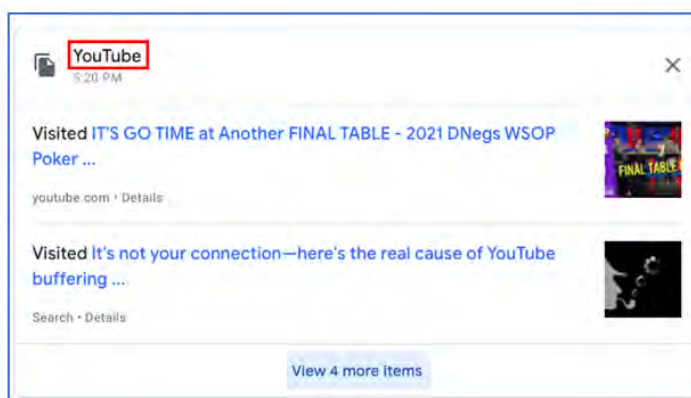 YouTube
5:20 PM
Visited IT'S GO TIME at Another FINAL TABLE - 2021 DNegs WSOP
Poker ...
FINAL TABLE
youtube.com • Details
Visited It's not your connection—here's the real cause of YouTube
buffering ...
Search • Details
View 4 more items